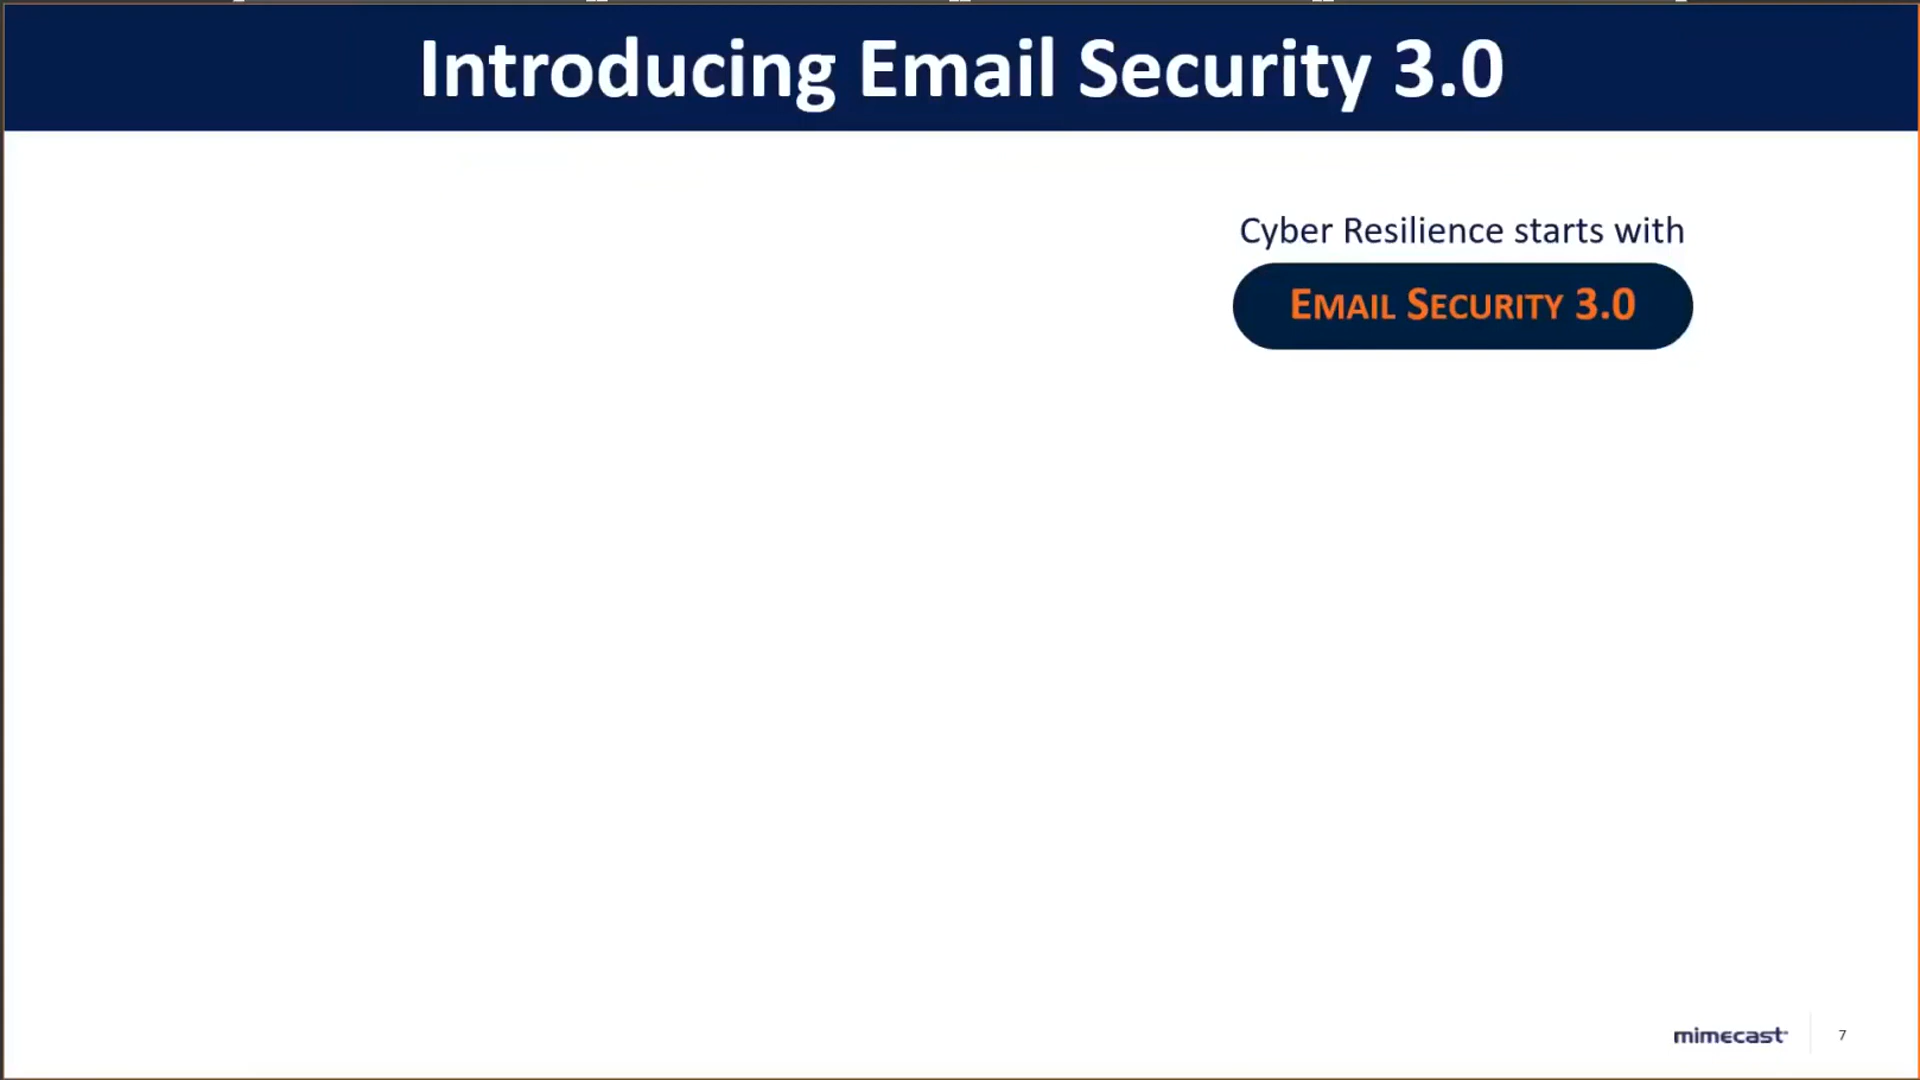 Introducing Email Security 3.0
Cyber Resilience starts with
EMAIL SECURITY 3.0
mimecast
7